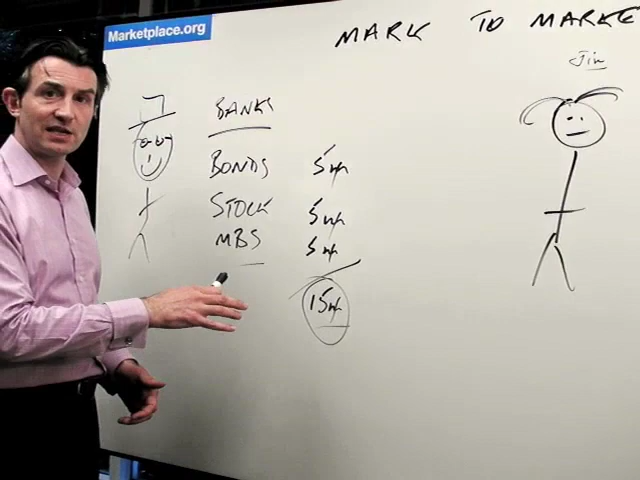 Marketplace.org
MARK TO MARKE
Jim
BANKS
BONDS 5m
STOCK 5m
MBS 5m
15m